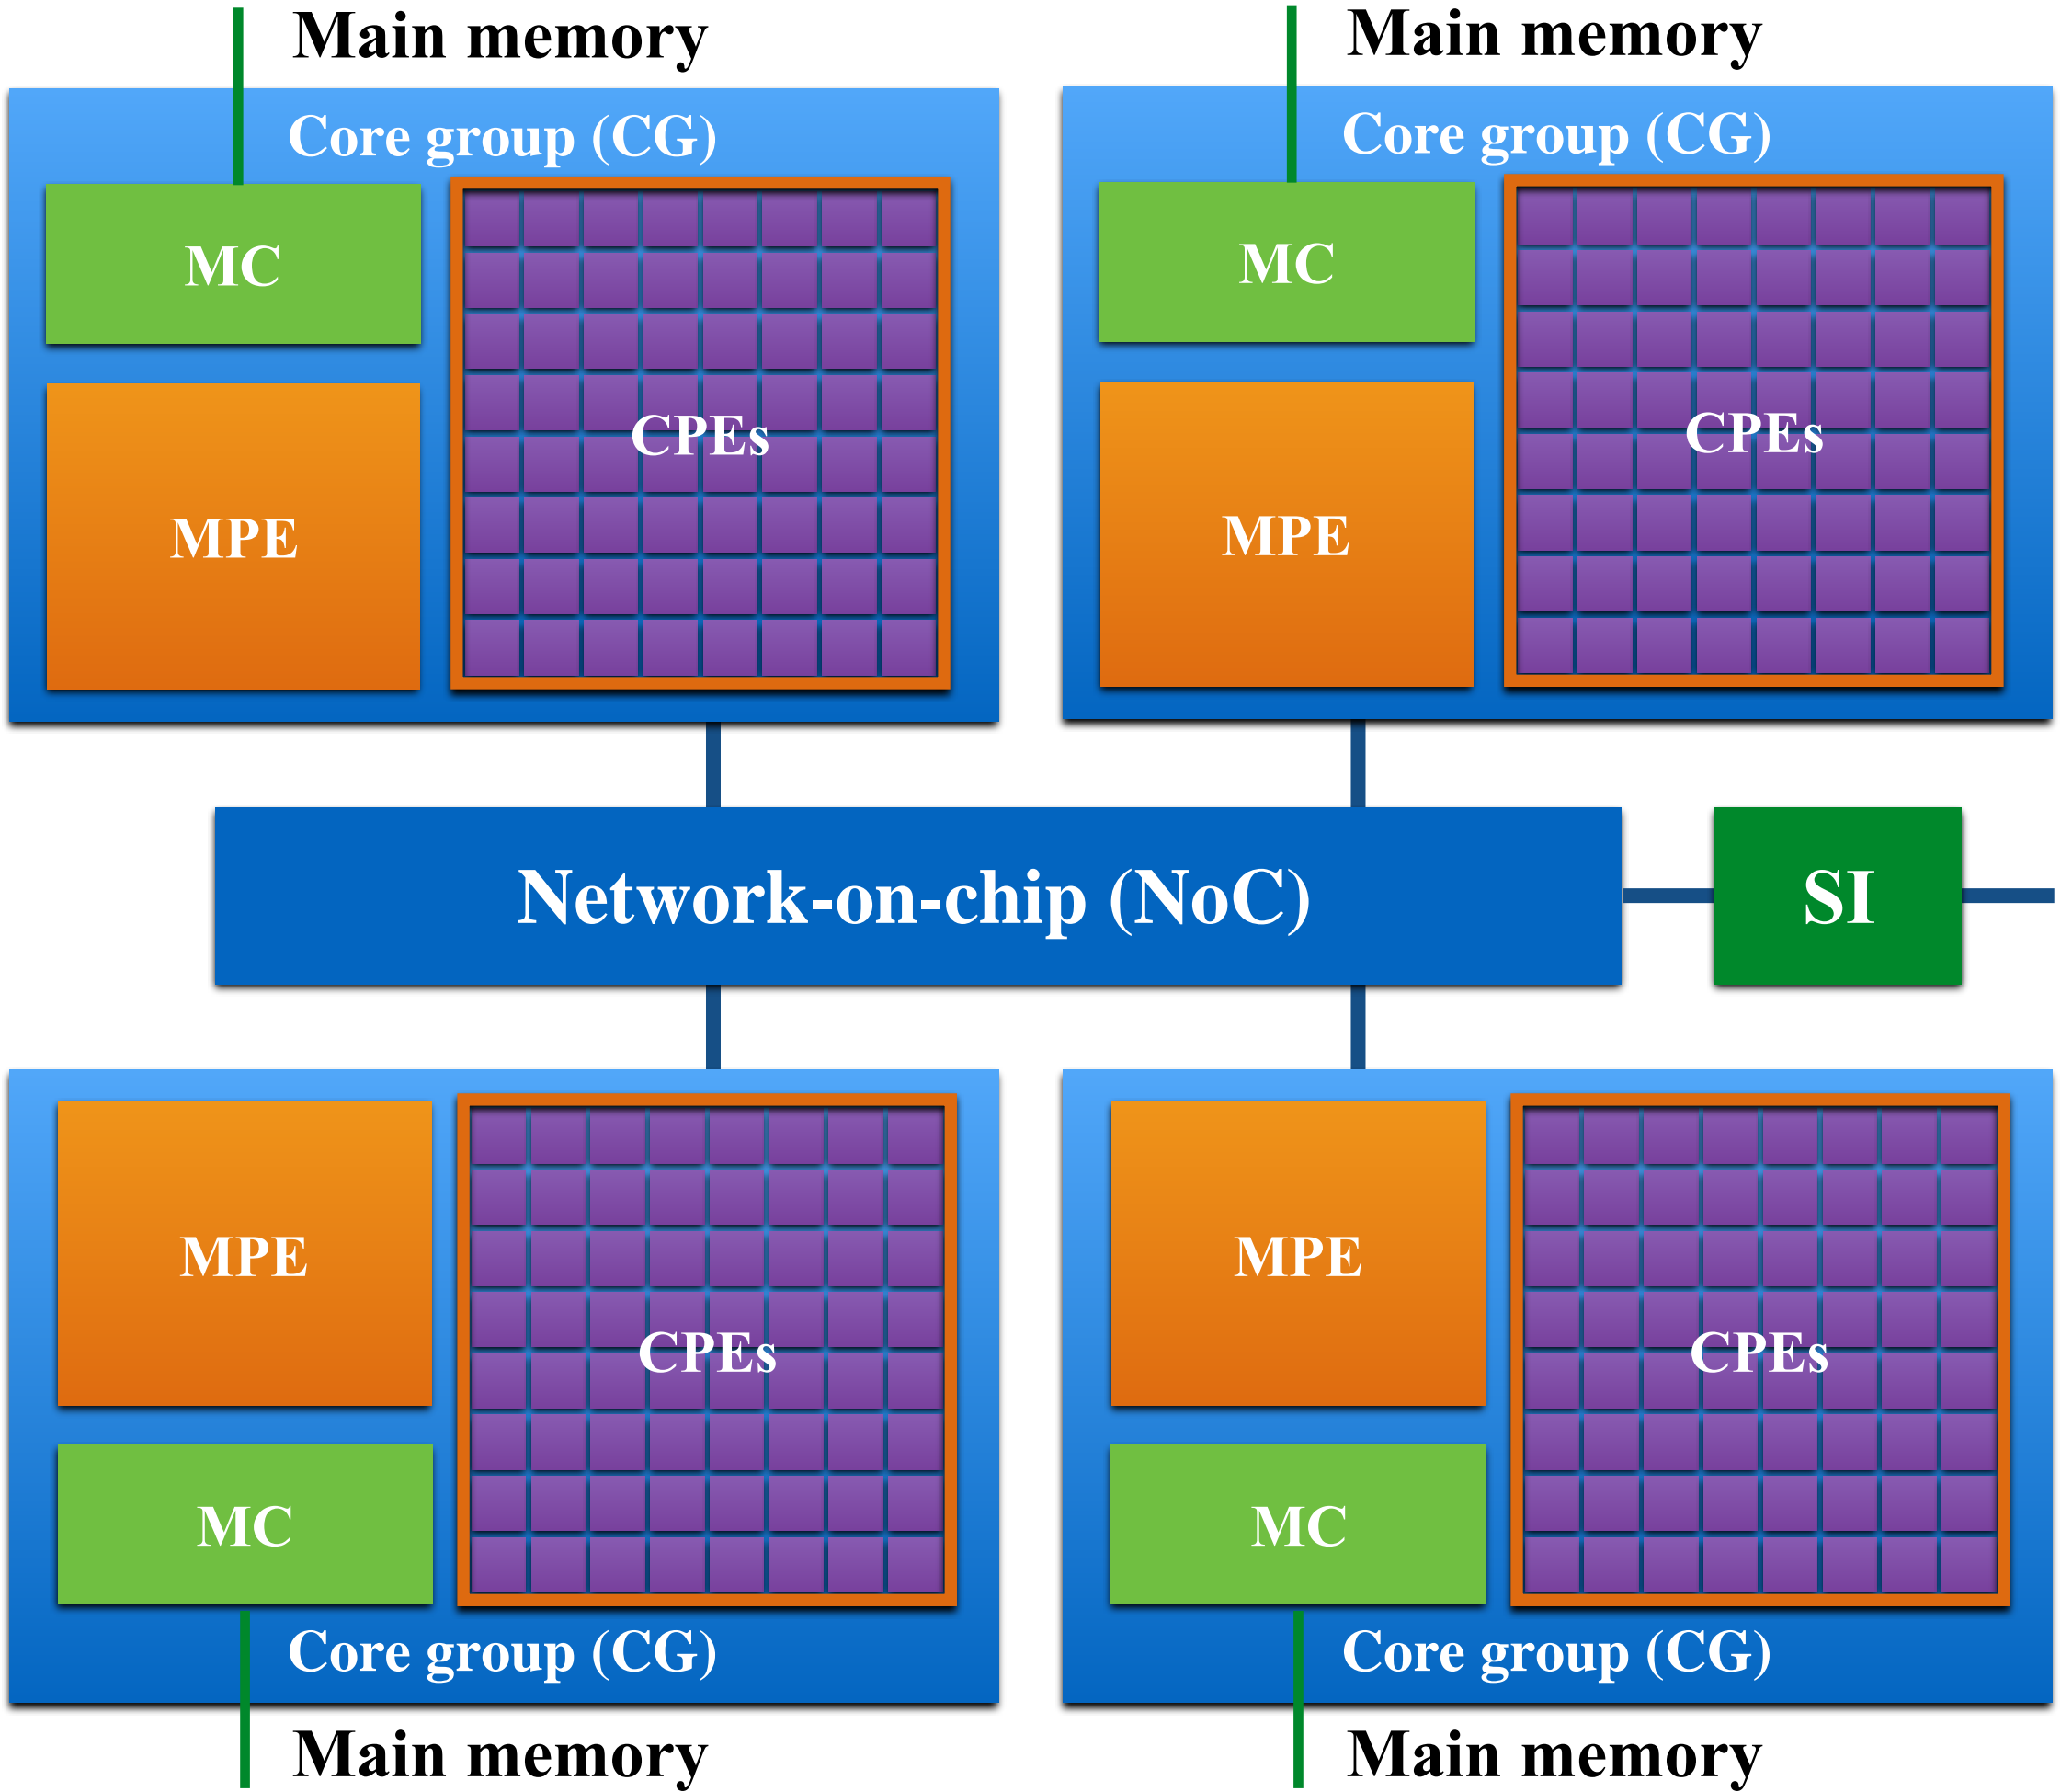 Main memory
Main memory
Core group (CG)
Core group (CG)
MC
MC
CPEs
CPEs
MPE
MPE
Network-on-chip (NoC)
SI
MPE
MPE
CPEs
CPEs
MC
MC
Core group (CG)
Core group (CG)
Main memory
Main memory